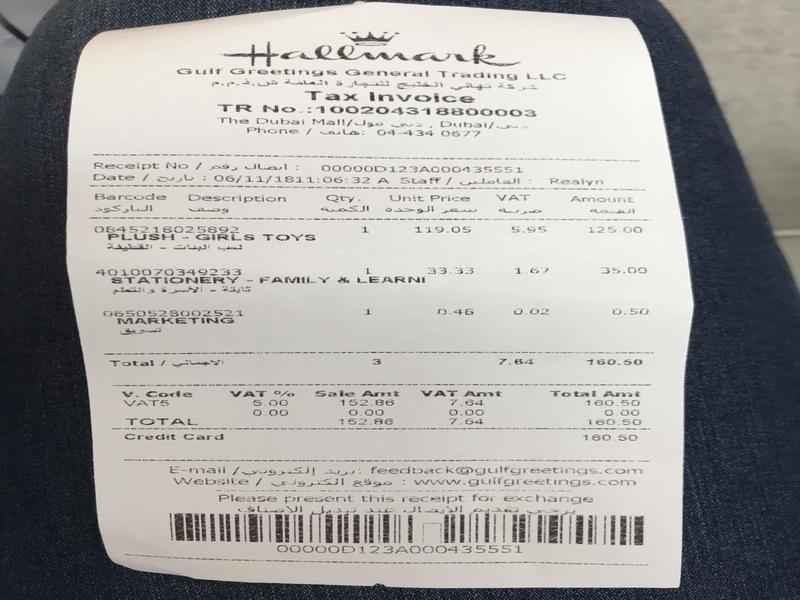 Hallmark
Gulf Greetings General Trading LLC
شركة تهاني الخليج للتجارة العامة ش.ذ.م.م
Tax Invoice
TR No.:100204318800003
The Dubai Mall/دبي مول , Dubai/دبي
Phone / هاتف: 04-434 0677
Receipt No / ايصال رقم : 00000D123A000435551
Date / تاريخ : 06/11/1811:06:32 A Staff / العاملين : Realyn
Barcode Description Qty. Unit Price VAT Amount
الباركود وصف الكمية سعر الوحده ضريبة القيمة
0845218025892 1 119.05 5.95 125.00
PLUSH - GIRLS TOYS
لعب البنات - القطيفة
4010070349233 1 33.33 1.67 35.00
STATIONERY - FAMILY & LEARNI
ثابتة - الأسرة والتعلم
0650528002521 1 0.48 0.02 0.50
MARKETING
تسويق
Total / الاجمالي 3 7.64 160.50
V. Code VAT % Sale Amt VAT Amt Total Amt
VAT5 5.00 152.86 7.64 160.50
0.00 0.00 0.00 0.00
TOTAL 152.86 7.64 160.50
Credit Card 160.50
E-mail / بريد إلكتروني: feedback@gulfgreetings.com
Website / موقع الكتروني : www.gulfgreetings.com
Please present this receipt for exchange
يرجى تقديم الايصال عند تبديل الاصناف
00000D123A000435551